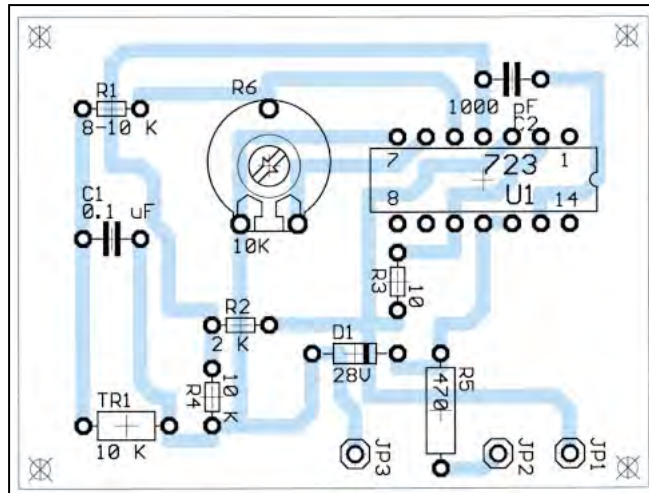 R1
8-10 K
R6
10K
1000 pF
C2
7
723
1
8
U1
14
C1
0.1 uF
R3
10
R2
2 K
D1
28V
R4
10 K
R5
470
TR1
10 K
JP3
JP2
JP1